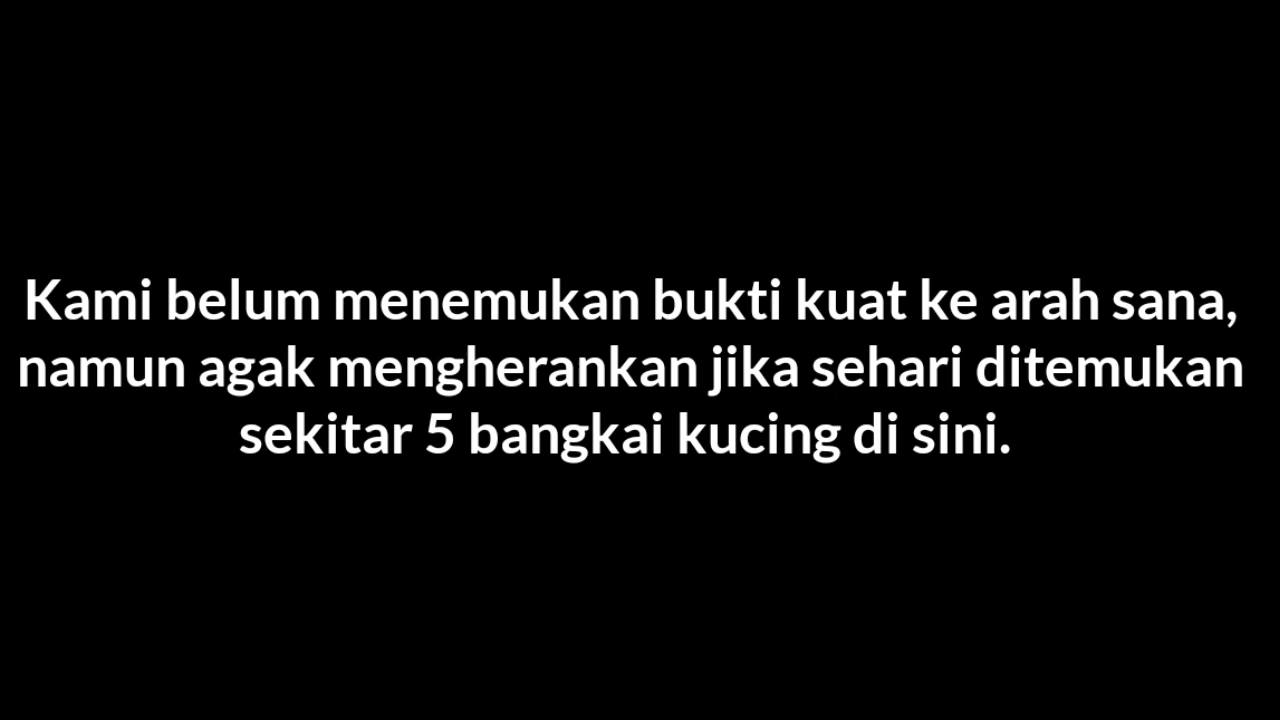 Kami belum menemukan bukti kuat ke arah sana,
namun agak mengherankan jika sehari ditemukan
sekitar 5 bangkai kucing di sini.